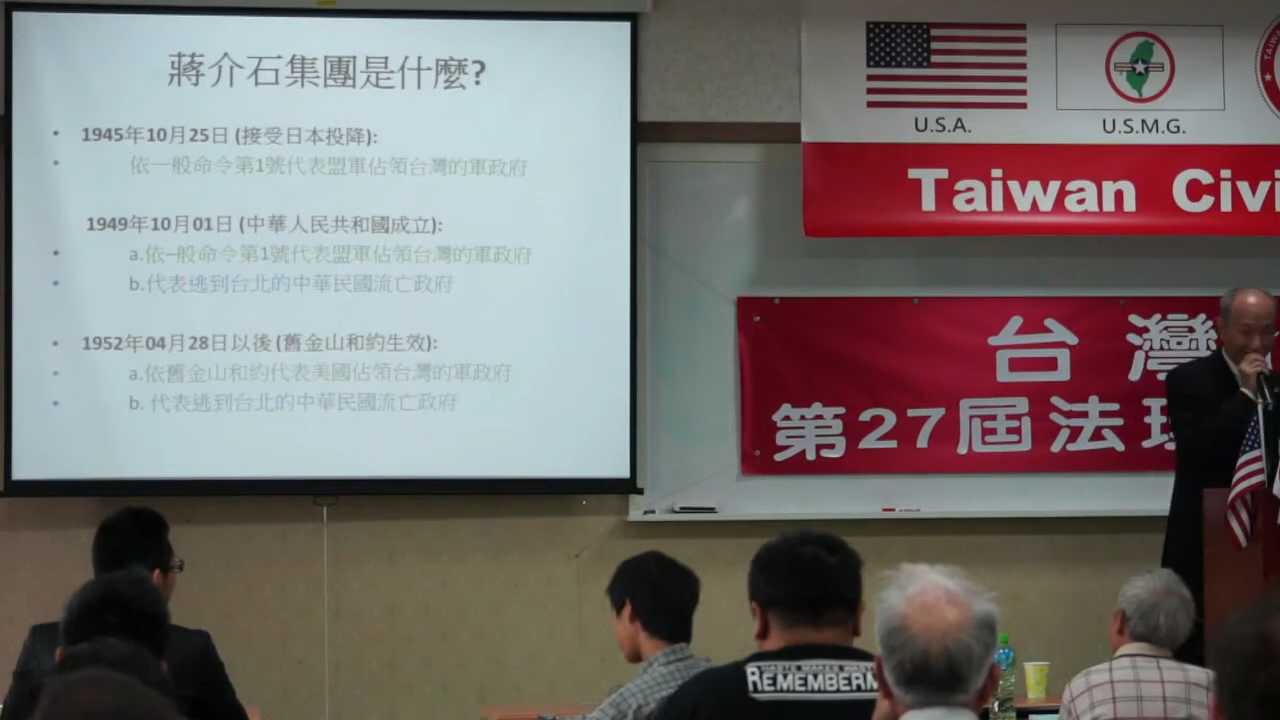 蔣介石集團是什麼?
• 1945年10月25日 (接受日本投降):
• 依一般命令第1號代表盟軍佔領台灣的軍政府
1949年10月01日 (中華人民共和國成立):
• a.依一般命令第1號代表盟軍佔領台灣的軍政府
• b.代表逃到台北的中華民國流亡政府
• 1952年04月28日以後 (舊金山和約生效):
• a.依舊金山和約代表美國佔領台灣的軍政府
• b. 代表逃到台北的中華民國流亡政府
U.S.A.
U.S.M.G.
Taiwan Civi
台灣
第27屆法理
WASTE MAKES WAS
REMEMBERM